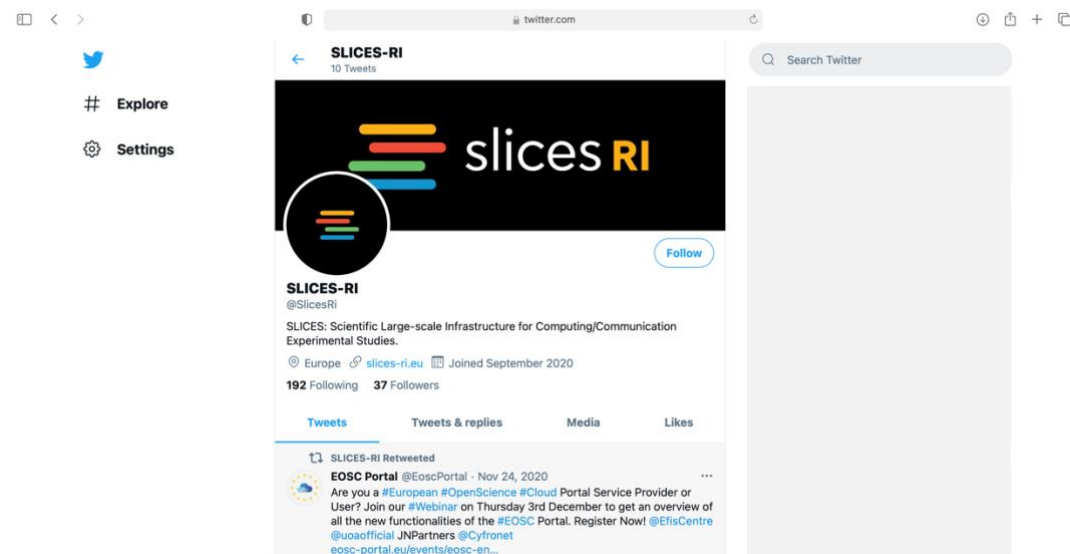 twitter.com
SLICES-RI
10 Tweets
Search Twitter
Explore
Settings
slices RI
Follow
SLICES-RI
@SlicesRi
SLICES: Scientific Large-scale Infrastructure for Computing/Communication
Experimental Studies.
Europe slices-ri.eu Joined September 2020
192 Following 37 Followers
Tweets Tweets & replies Media Likes
SLICES-RI Retweeted
EOSC Portal @EoscPortal · Nov 24, 2020
Are you a #European #OpenScience #Cloud Portal Service Provider or
User? Join our #Webinar on Thursday 3rd December to get an overview of
all the new functionalities of the #EOSC Portal. Register Now! @EfisCentre
@uoaofficial JNPartners @Cyfronet
eosc-portal.eu/events/eosc-en...